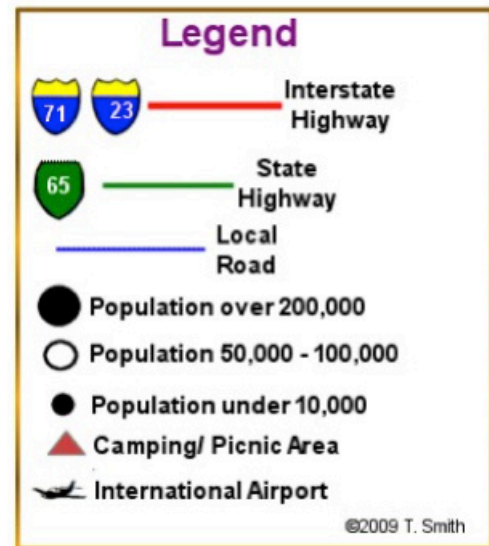 Legend
71 23 Interstate
Highway
65 State
Highway
Local
Road
Population over 200,000
Population 50,000 - 100,000
Population under 10,000
Camping/ Picnic Area
International Airport
©2009 T. Smith